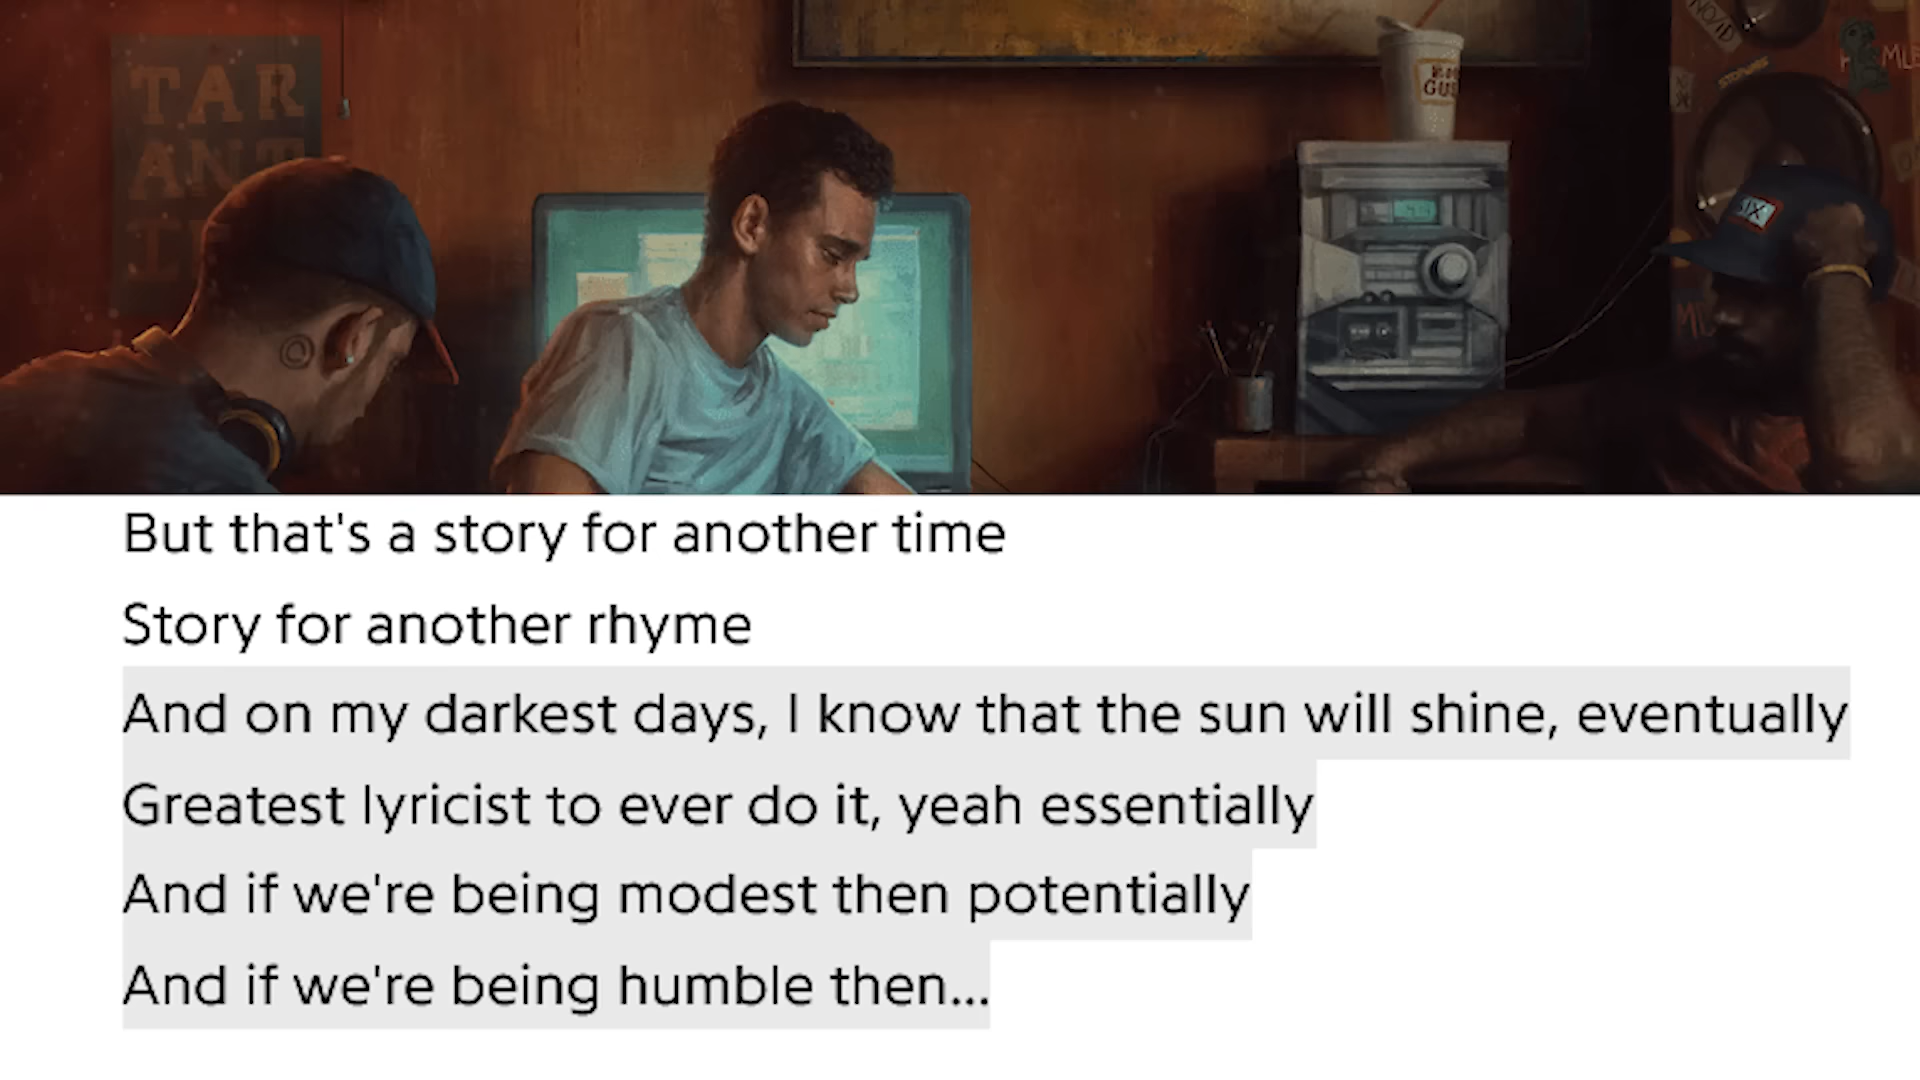 TAR
ANT
SIX
But that's a story for another time
Story for another rhyme
And on my darkest days, I know that the sun will shine, eventually
Greatest lyricist to ever do it, yeah essentially
And if we're being modest then potentially
And if we're being humble then...